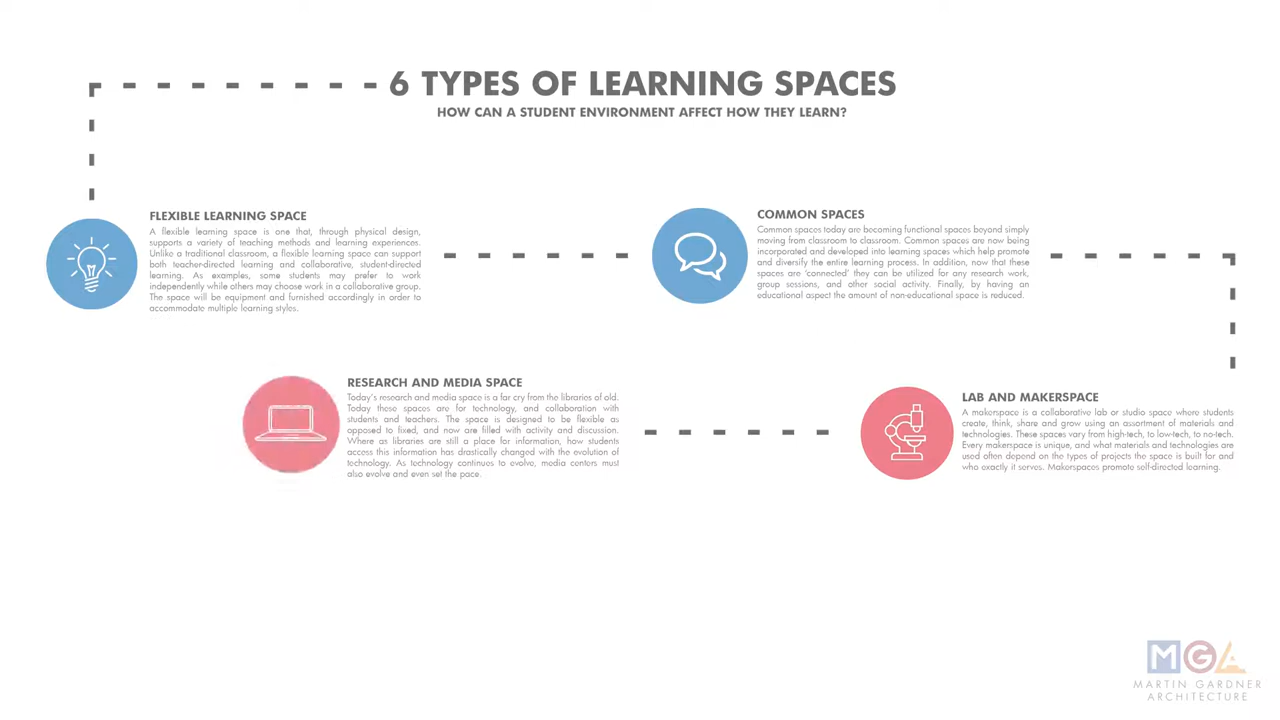 6 TYPES OF LEARNING SPACES
HOW CAN A STUDENT ENVIRONMENT AFFECT HOW THEY LEARN?
FLEXIBLE LEARNING SPACE
A flexible learning space is one that, through physical design,
supports a variety of teaching methods and learning experiences.
Unlike a traditional classroom, a flexible learning space can support
both teacher-directed learning and collaborative, student-directed
learning. As examples, some students may prefer to work
independently while others may choose work in a collaborative group.
The space will be equipment and furnished accordingly in order to
accommodate multiple learning styles.
COMMON SPACES
Common spaces today are becoming functional spaces beyond simply
moving from classroom to classroom. Common spaces are now being
incorporated and developed into learning spaces which help promote
and diversify the entire learning process. In addition, now that these
spaces are 'connected' they can be utilized for any research work,
group sessions, and other social activity. Finally, by having an
educational aspect the amount of non-educational space is reduced.
RESEARCH AND MEDIA SPACE
Today's research and media space is a far cry from the libraries of old.
Today these spaces are for technology, and collaboration with
students and teachers. The space is designed to be flexible as
opposed to fixed, and now are filled with activity and discussion.
Where as libraries are still a place for information, how students
access this information has drastically changed with the evolution of
technology. As technology continues to evolve, media centers must
also evolve and even set the pace.
LAB AND MAKERSPACE
A makerspace is a collaborative lab or studio space where students
create, think, share and grow using an assortment of materials and
technologies. These spaces vary from high-tech, to low-tech, to no-tech.
Every makerspace is unique, and what materials and technologies are
used often depend on the types of projects the space is built for and
who exactly it serves. Makerspaces promote self-directed learning.
MGA
MARTIN GARDNER
ARCHITECTURE